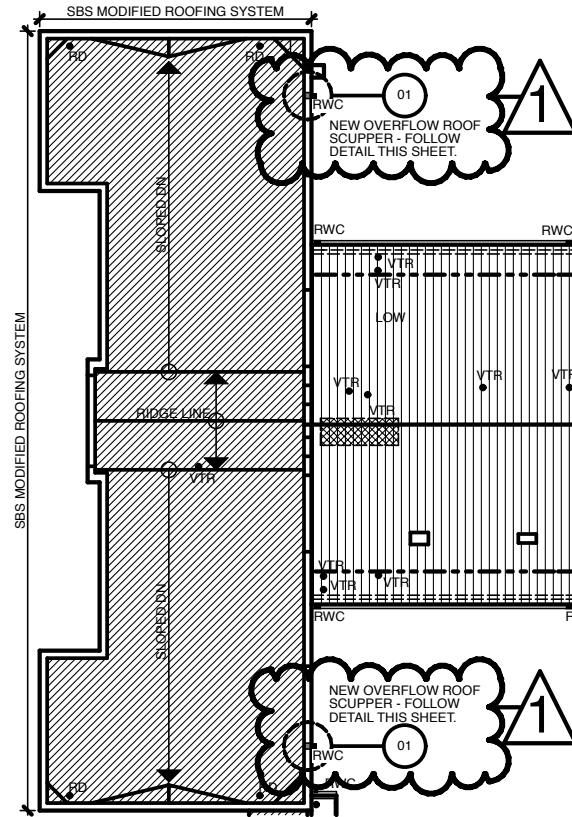 SBS MODIFIED ROOFING SYSTEM
RD
RD
RWC
01
1
NEW OVERFLOW ROOF
SCUPPER - FOLLOW
DETAIL THIS SHEET.
SLOPED DN
RWC
RWC
VTR
VTR
LOW
SBS MODIFIED ROOFING SYSTEM
VTR
VTR
VTR
VTR
RIDGE LINE
VTR
VTR
VTR
VTR
RWC
R
SLOPED DN
NEW OVERFLOW ROOF
SCUPPER - FOLLOW
DETAIL THIS SHEET.
1
01
RWC
RD
RD
RWC